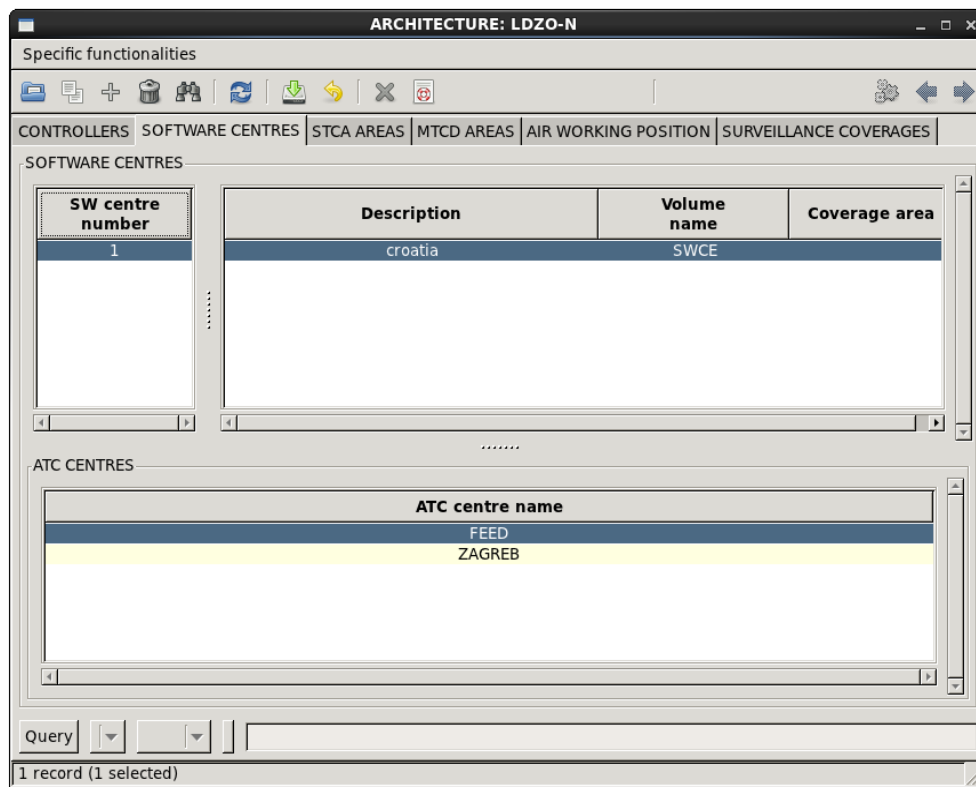 ARCHITECTURE: LDZO-N
Specific functionalities
CONTROLLERS SOFTWARE CENTRES STCA AREAS MTCD AREAS AIR WORKING POSITION SURVEILLANCE COVERAGES
SOFTWARE CENTRES
SW centre number Description Volume name Coverage area
1 croatia SWCE
ATC CENTRES
ATC centre name
FEED
ZAGREB
Query
1 record (1 selected)